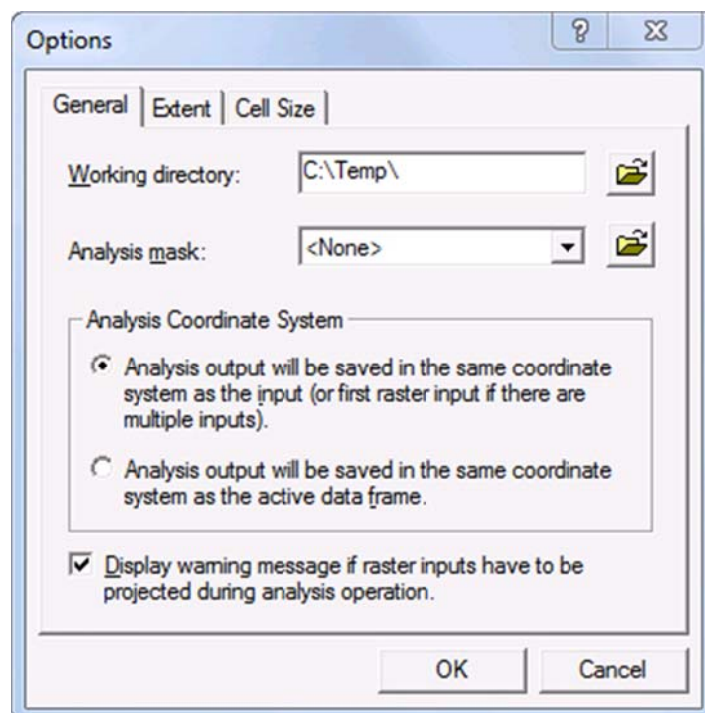 Options
General Extent Cell Size
Working directory: C:\Temp\
Analysis mask: <None>
Analysis Coordinate System
Analysis output will be saved in the same coordinate
system as the input (or first raster input if there are
multiple inputs).
Analysis output will be saved in the same coordinate
system as the active data frame.
Display warning message if raster inputs have to be
projected during analysis operation.
OK Cancel